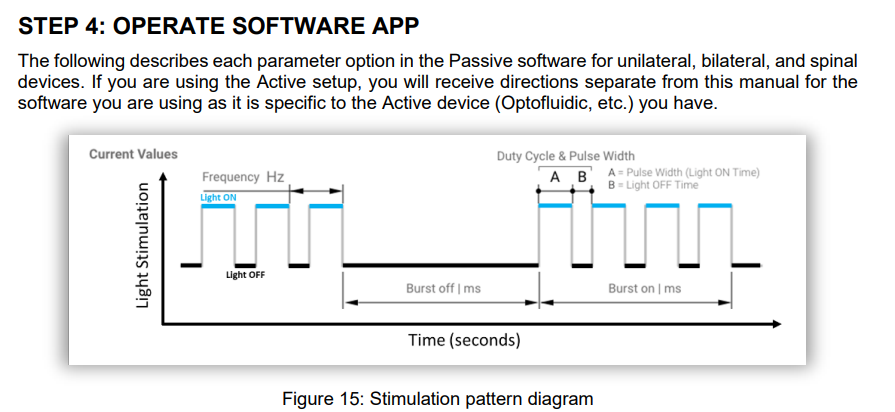 STEP 4: OPERATE SOFTWARE APP
The following describes each parameter option in the Passive software for unilateral, bilateral, and spinal
devices. If you are using the Active setup, you will receive directions separate from this manual for the
software you are using as it is specific to the Active device (Optofluidic, etc.) you have.
Current Values
Duty Cycle & Pulse Width
Frequency Hz
A B
A = Pulse Width (Light ON Time)
B = Light OFF Time
Light ON
Light Stimulation
Light OFF
Burst off | ms
Burst on | ms
Time (seconds)
Figure 15: Stimulation pattern diagram